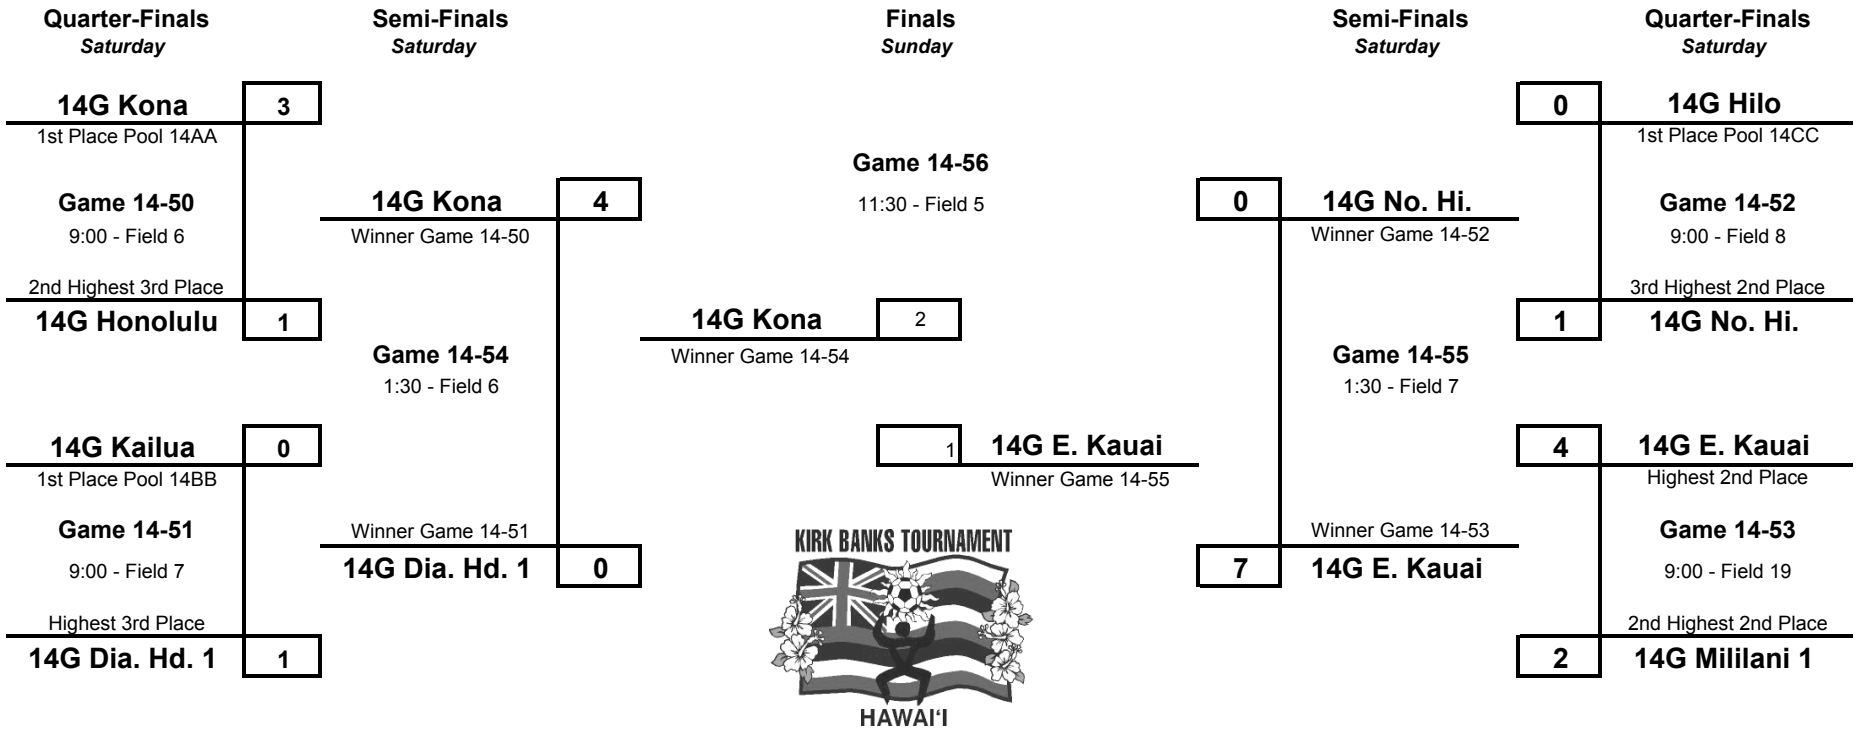 Quarter-Finals
Saturday
Semi-Finals
Saturday
Finals
Sunday
Semi-Finals
Saturday
Quarter-Finals
Saturday
14G Kona 3
1st Place Pool 14AA
Game 14-50
9:00 - Field 6
2nd Highest 3rd Place
14G Honolulu 1
14G Kailua 0
1st Place Pool 14BB
Game 14-51
9:00 - Field 7
Highest 3rd Place
14G Dia. Hd. 1 1
14G Kona 4
Winner Game 14-50
Game 14-54
1:30 - Field 6
Winner Game 14-51
14G Dia. Hd. 1 0
Game 14-56
11:30 - Field 5
14G Kona 2
Winner Game 14-54
1 14G E. Kauai
Winner Game 14-55
KIRK BANKS TOURNAMENT
HAWAI‘I
0 14G No. Hi.
Winner Game 14-52
Game 14-55
1:30 - Field 7
Winner Game 14-53
7 14G E. Kauai
0 14G Hilo
1st Place Pool 14CC
Game 14-52
9:00 - Field 8
3rd Highest 2nd Place
1 14G No. Hi.
4 14G E. Kauai
Highest 2nd Place
Game 14-53
9:00 - Field 19
2nd Highest 2nd Place
2 14G Mililani 1